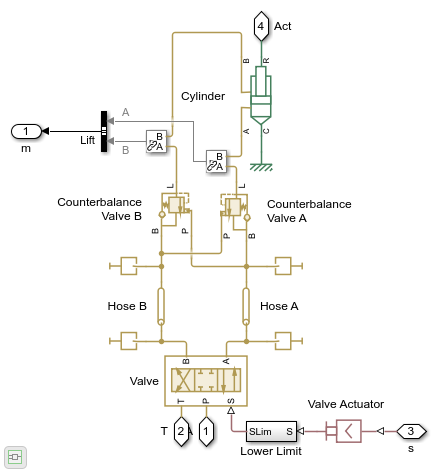 4 Act
B R
Cylinder
A
1
B
A
Lift
m
B
B
A
A C
L
L
Counterbalance
Valve B
Counterbalance
Valve A
B P
P B
Hose B
Hose A
B A
Valve
T P S
Valve Actuator
T 2 A 1
SLim S
3
Lower Limit
s